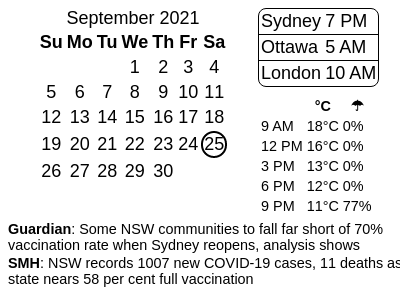 September 2021
Su Mo Tu We Th Fr Sa
1 2 3 4
5 6 7 8 9 10 11
12 13 14 15 16 17 18
19 20 21 22 23 24 25
26 27 28 29 30
Sydney 7 PM
Ottawa 5 AM
London 10 AM
°C ☂
9 AM 18°C 0%
12 PM 16°C 0%
3 PM 13°C 0%
6 PM 12°C 0%
9 PM 11°C 77%
Guardian: Some NSW communities to fall far short of 70%
vaccination rate when Sydney reopens, analysis shows
SMH: NSW records 1007 new COVID-19 cases, 11 deaths as
state nears 58 per cent full vaccination